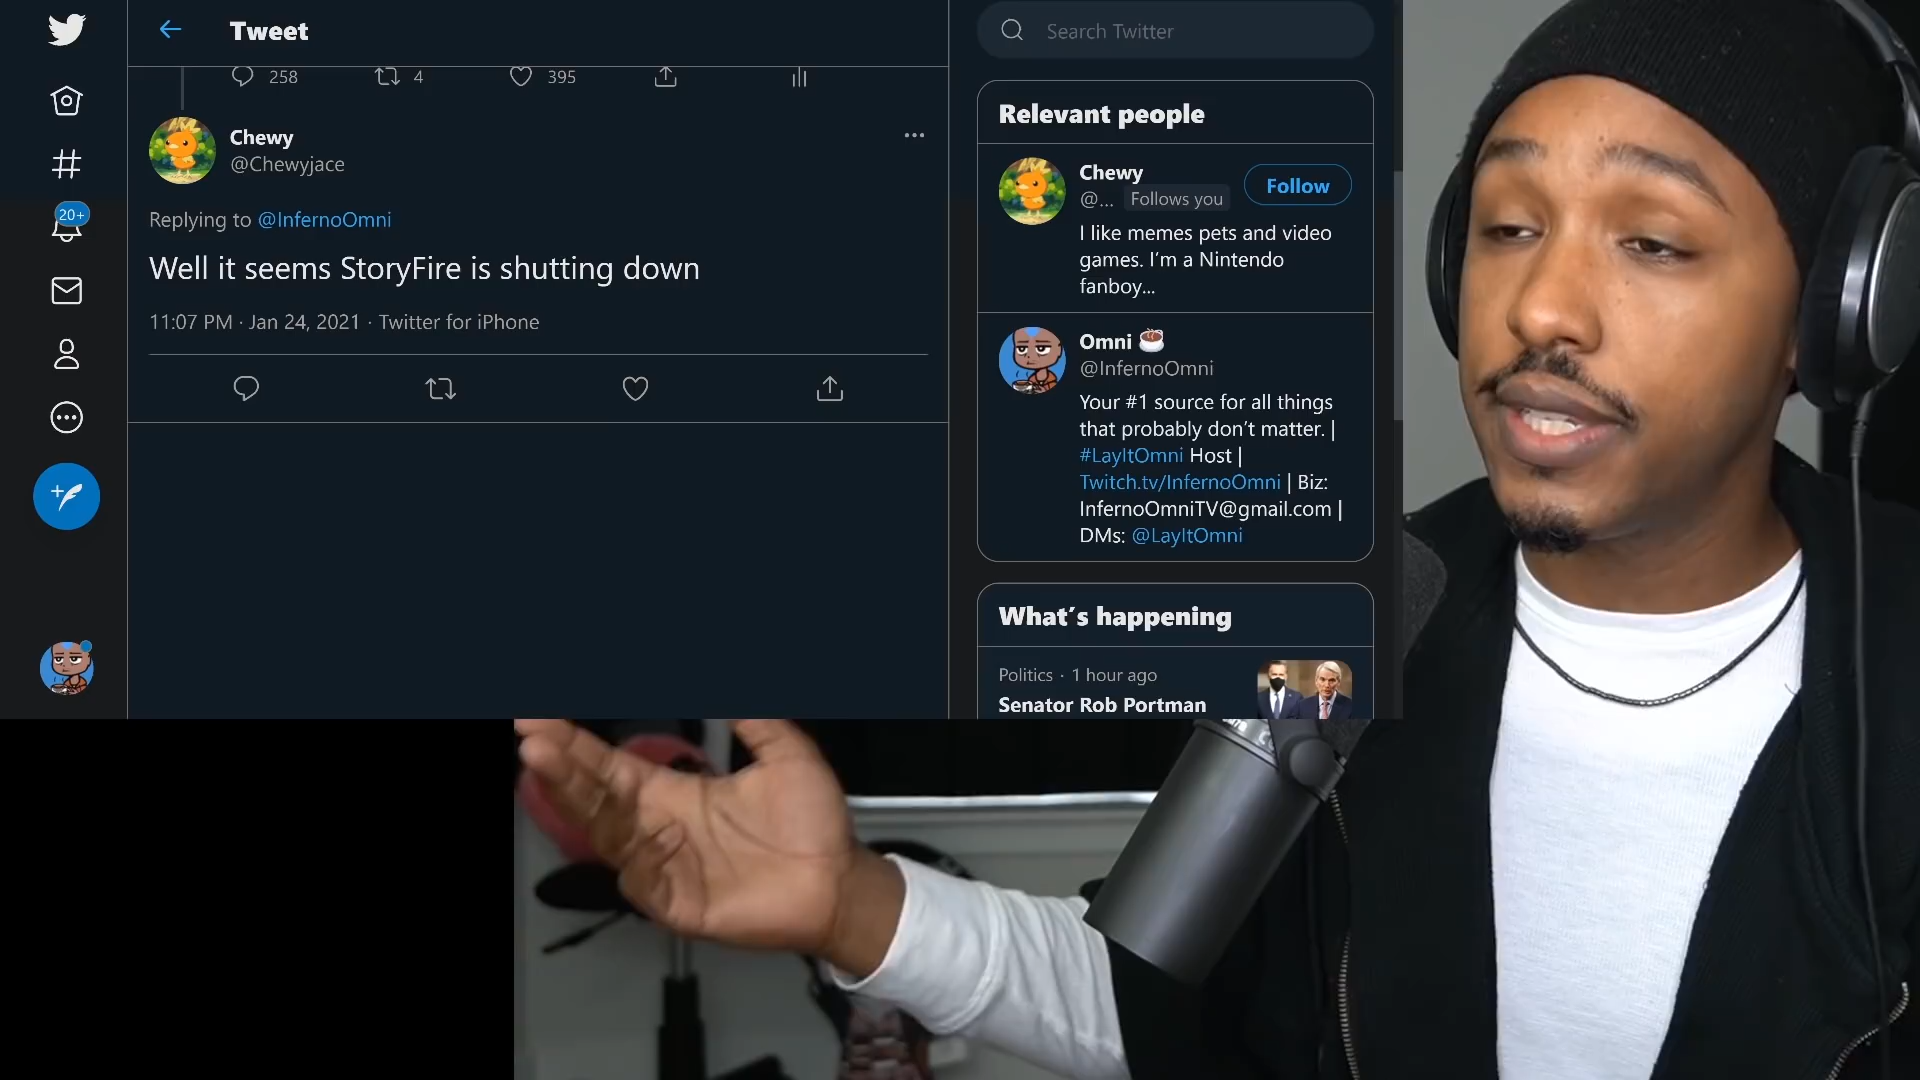 Tweet
Search Twitter
258 4 395
Chewy
@Chewyjace
Replying to @InfernoOmni
Well it seems StoryFire is shutting down
11:07 PM · Jan 24, 2021 · Twitter for iPhone
20+
Relevant people
Chewy
@... Follows you
Follow
I like memes pets and video
games. I'm a Nintendo
fanboy...
Omni ☕
@InfernoOmni
Your #1 source for all things
that probably don't matter. |
#LayItOmni Host |
Twitch.tv/InfernoOmni | Biz:
InfernoOmniTV@gmail.com |
DMs: @LayItOmni
What's happening
Politics · 1 hour ago
Senator Rob Portman